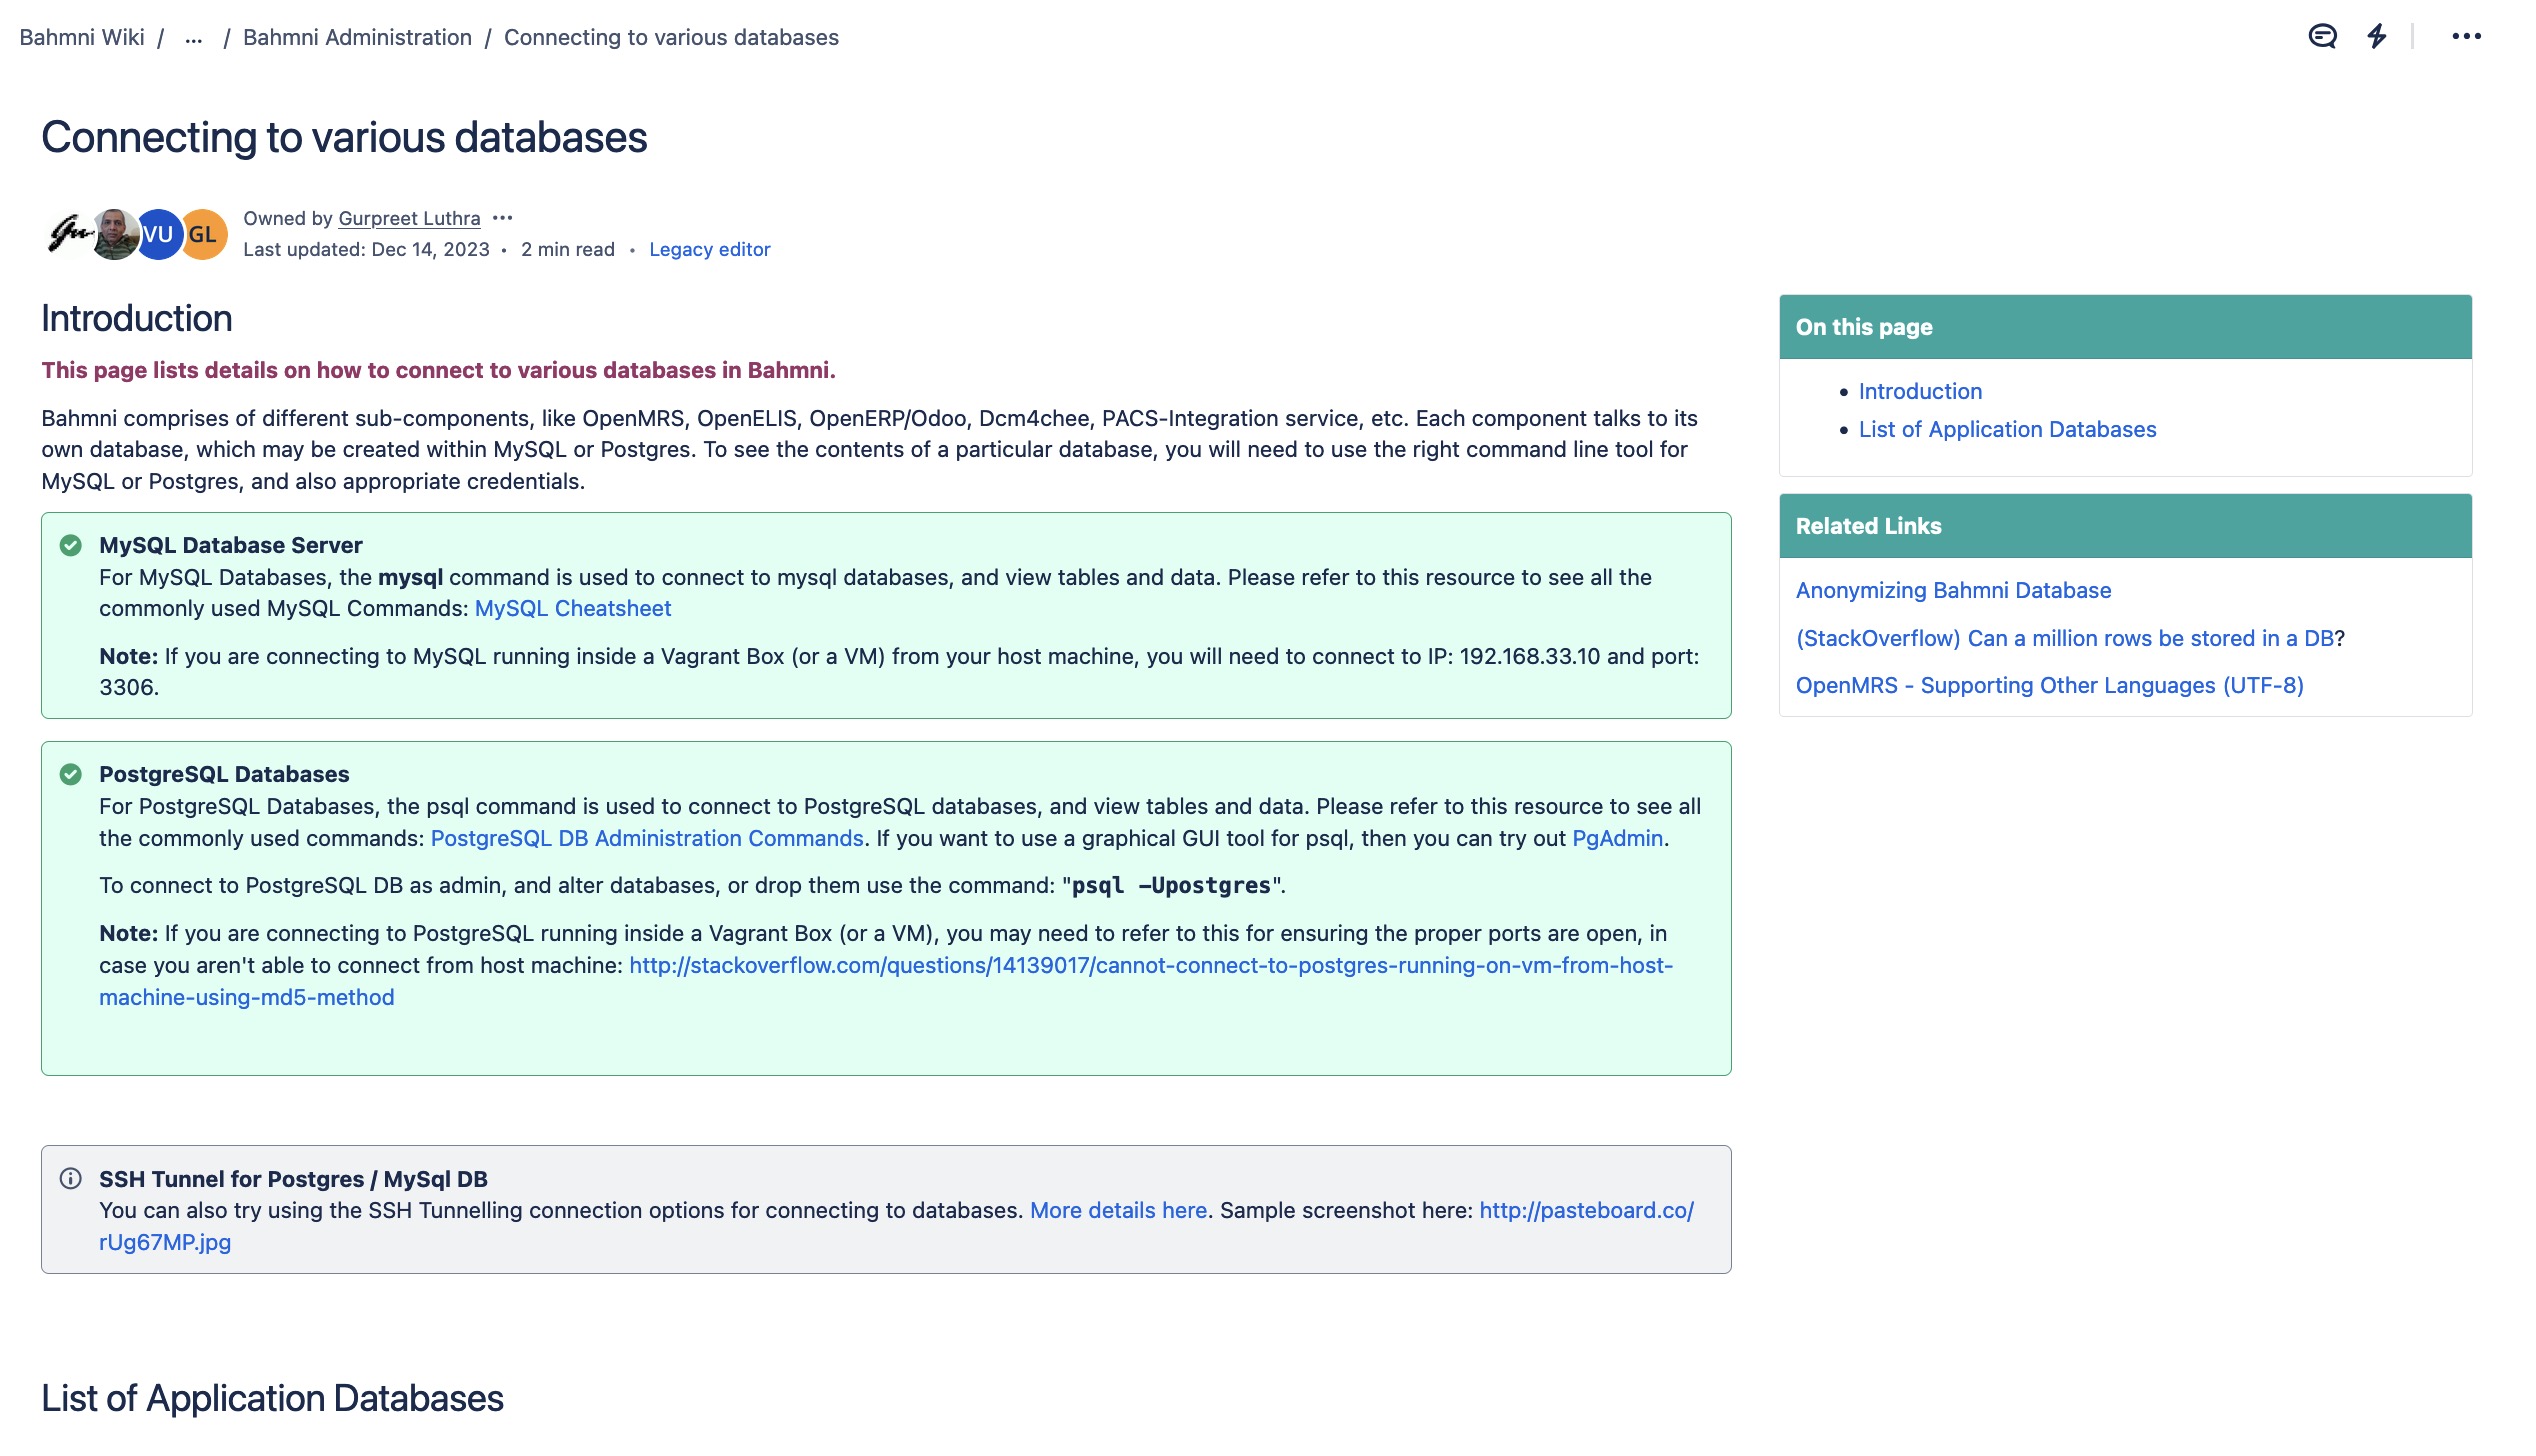 Bahmni Wiki / ... / Bahmni Administration / Connecting to various databases
Connecting to various databases
VU GL
Owned by Gurpreet Luthra •••
Last updated: Dec 14, 2023 • 2 min read • Legacy editor
Introduction
This page lists details on how to connect to various databases in Bahmni.
Bahmni comprises of different sub-components, like OpenMRS, OpenELIS, OpenERP/Odoo, Dcm4chee, PACS-Integration service, etc. Each component talks to its
own database, which may be created within MySQL or Postgres. To see the contents of a particular database, you will need to use the right command line tool for
MySQL or Postgres, and also appropriate credentials.
MySQL Database Server
For MySQL Databases, the mysql command is used to connect to mysql databases, and view tables and data. Please refer to this resource to see all the
commonly used MySQL Commands: MySQL Cheatsheet
Note: If you are connecting to MySQL running inside a Vagrant Box (or a VM) from your host machine, you will need to connect to IP: 192.168.33.10 and port:
3306.
PostgreSQL Databases
For PostgreSQL Databases, the psql command is used to connect to PostgreSQL databases, and view tables and data. Please refer to this resource to see all
the commonly used commands: PostgreSQL DB Administration Commands. If you want to use a graphical GUI tool for psql, then you can try out PgAdmin.
To connect to PostgreSQL DB as admin, and alter databases, or drop them use the command: "psql –Upostgres".
Note: If you are connecting to PostgreSQL running inside a Vagrant Box (or a VM), you may need to refer to this for ensuring the proper ports are open, in
case you aren't able to connect from host machine: http://stackoverflow.com/questions/14139017/cannot-connect-to-postgres-running-on-vm-from-host-
machine-using-md5-method
SSH Tunnel for Postgres / MySql DB
You can also try using the SSH Tunnelling connection options for connecting to databases. More details here. Sample screenshot here: http://pasteboard.co/
rUg67MP.jpg
List of Application Databases
On this page
• Introduction
• List of Application Databases
Related Links
Anonymizing Bahmni Database
(StackOverflow) Can a million rows be stored in a DB?
OpenMRS - Supporting Other Languages (UTF-8)